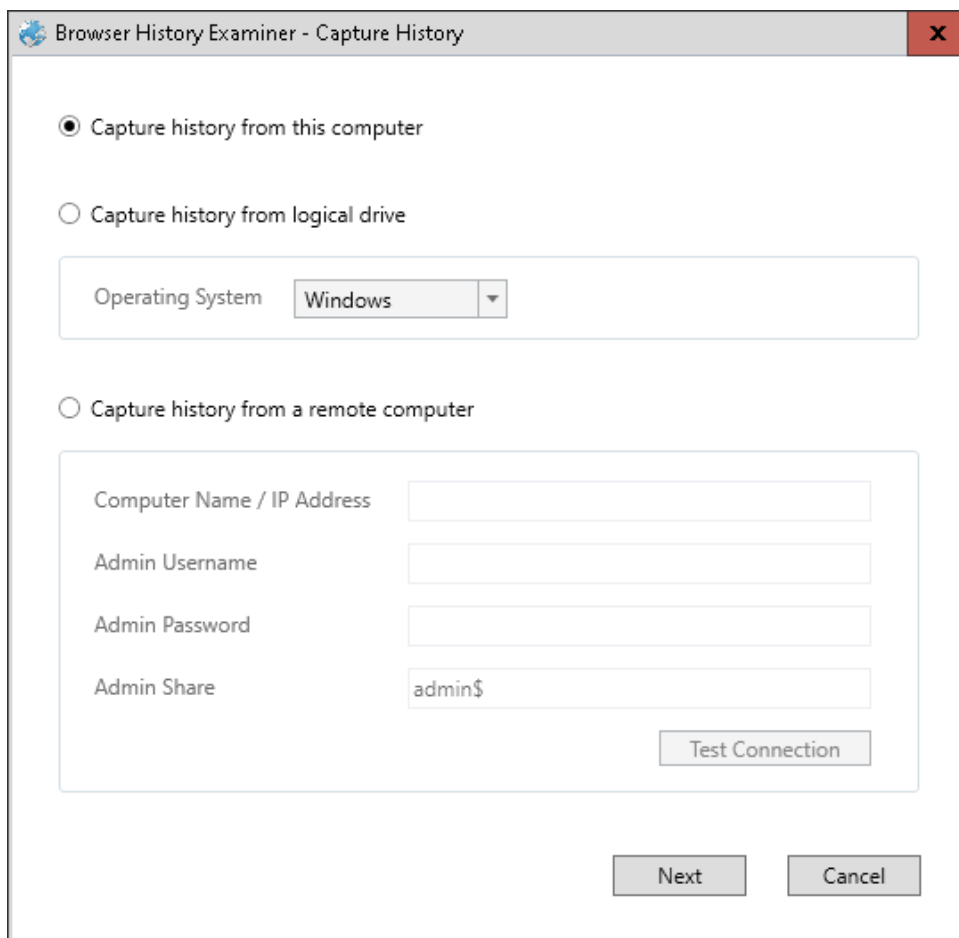 Browser History Examiner - Capture History
Capture history from this computer
Capture history from logical drive
Operating System Windows
Capture history from a remote computer
Computer Name / IP Address
Admin Username
Admin Password
Admin Share admin$
Test Connection
Next Cancel